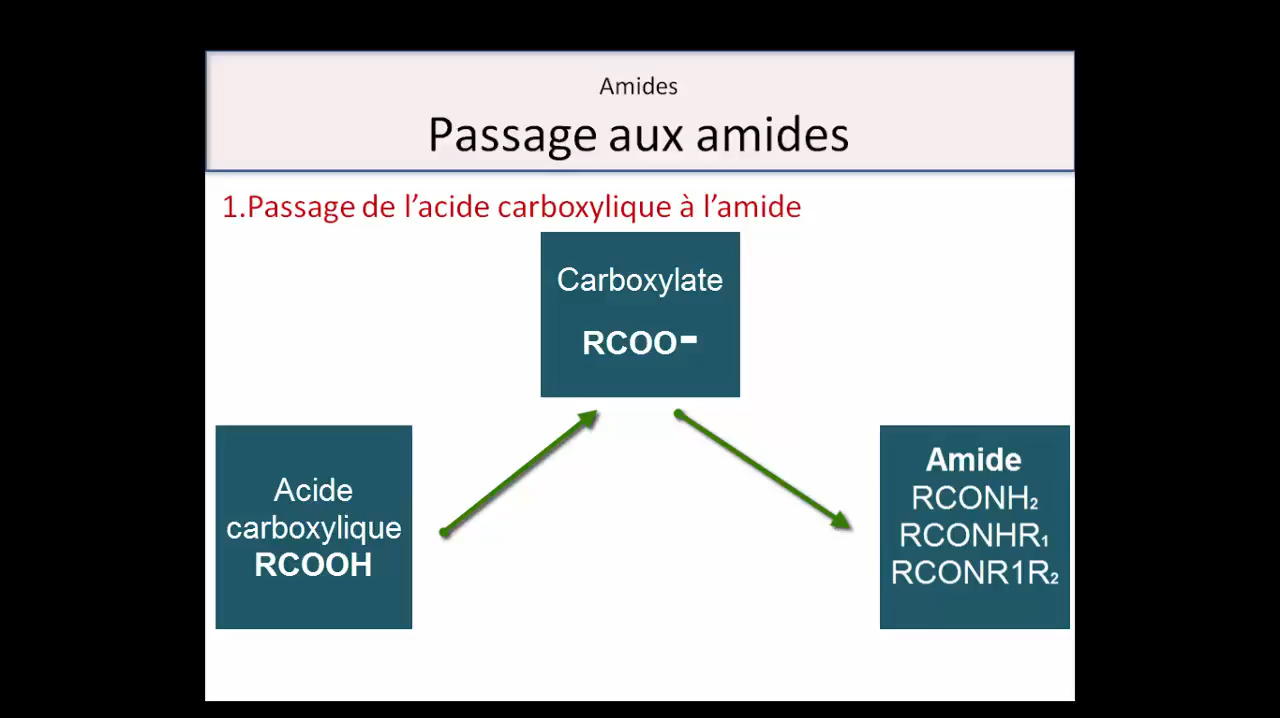 Amides
Passage aux amides
1.Passage de l’acide carboxylique à l’amide
Carboxylate
RCOO-
Acide
carboxylique
RCOOH
Amide
RCONH₂
RCONHR₁
RCONR1R₂